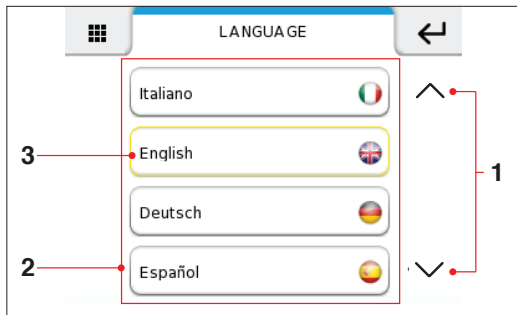 LANGUAGE
Italiano
3
English
1
Deutsch
2
Español